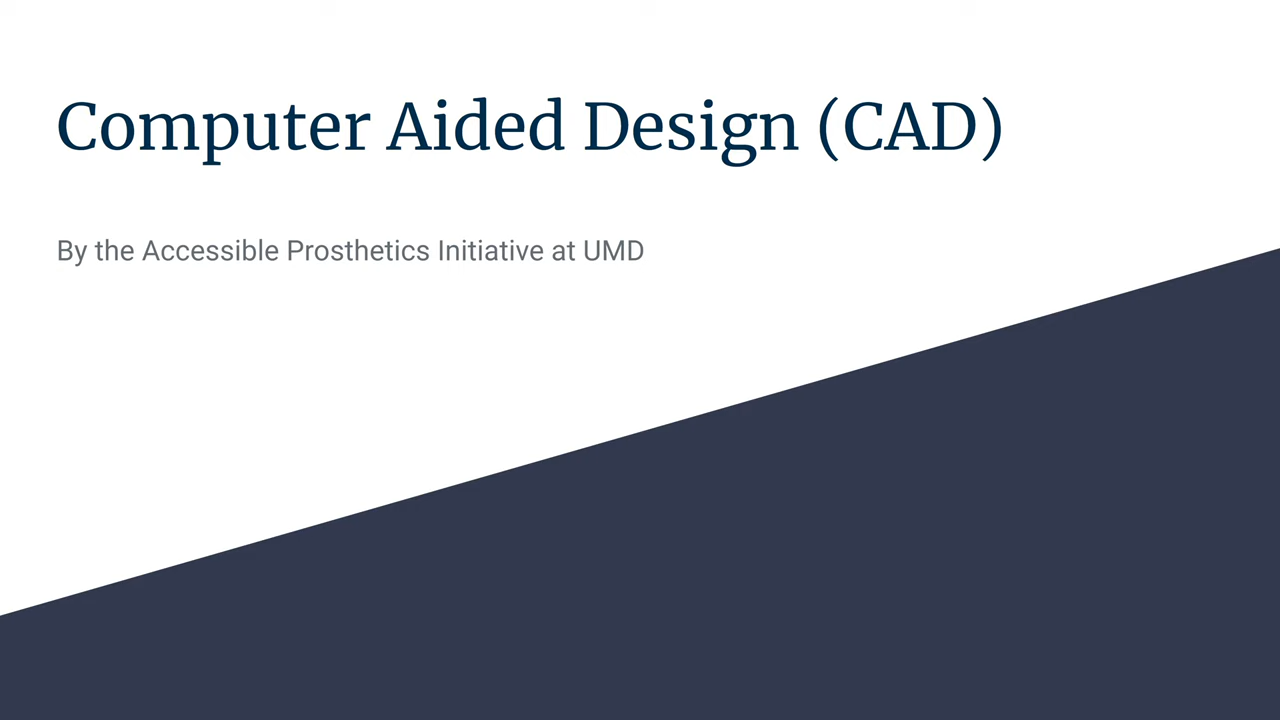 Computer Aided Design (CAD)
By the Accessible Prosthetics Initiative at UMD